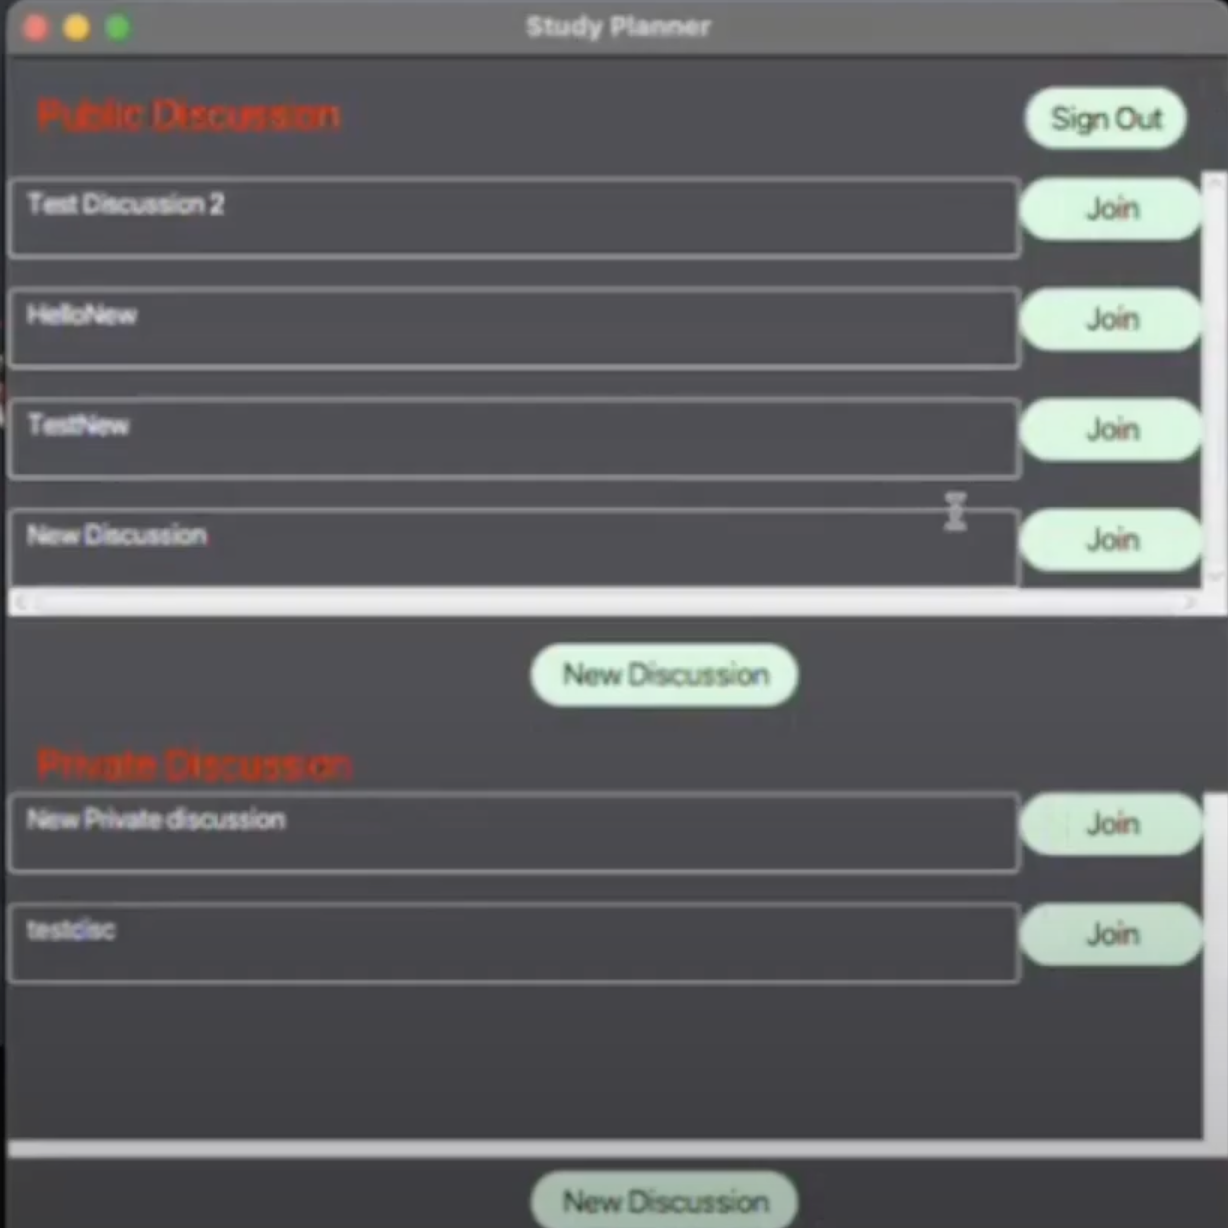 Study Planner
Public Discussion
Sign Out
Test Discussion 2
Join
HelloNew
Join
TestNew
Join
New Discussion
Join
New Discussion
Private Discussion
New Private discussion
Join
testdisc
Join
New Discussion